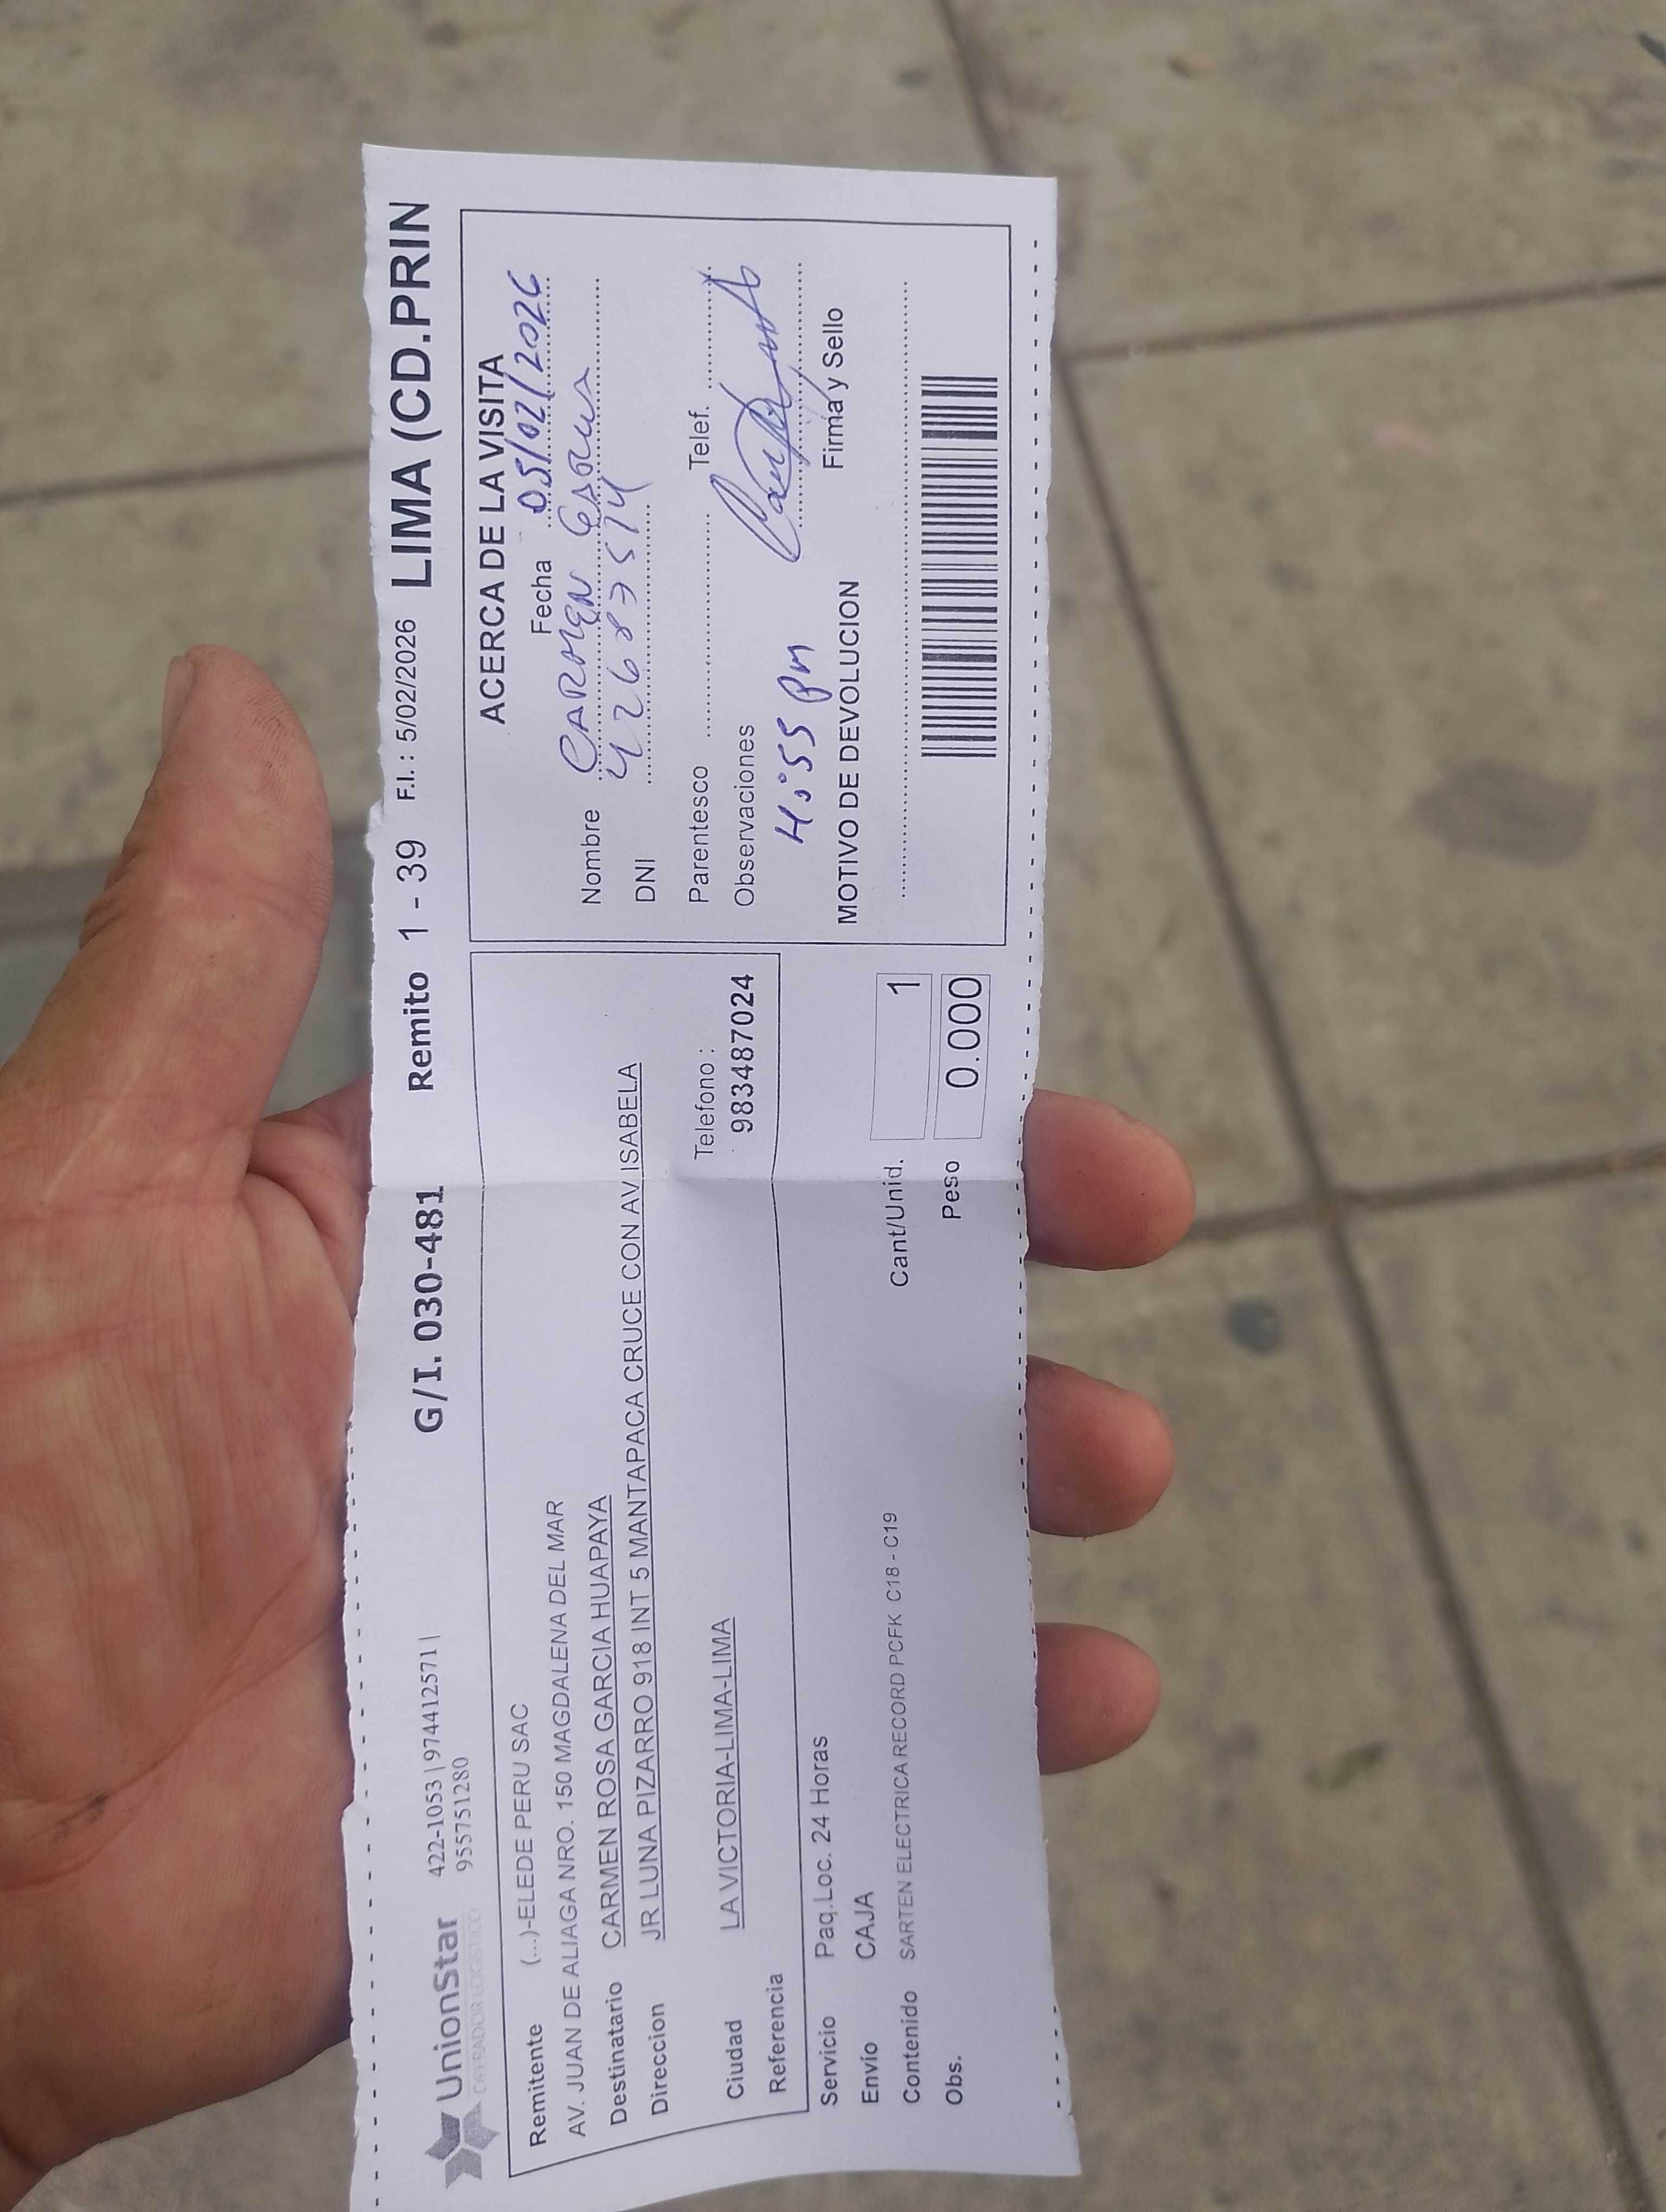 UnionStar
OPERADOR LOGISTICO
422-1053 | 974412571 |
955751280
G/I. 030-481
Remito 1 - 39
F.I. : 5/02/2026
LIMA (CD.PRIN
Remitente (...)-ELEDE PERU SAC
AV. JUAN DE ALIAGA NRO. 150 MAGDALENA DEL MAR
Destinatario CARMEN ROSA GARCIA HUAPAYA
Direccion JR LUNA PIZARRO 918 INT 5 MANTAPACA CRUCE CON AV ISABELA
Telefono :
Ciudad LA VICTORIA-LIMA-LIMA 983487024
Referencia
Servicio Paq.Loc. 24 Horas
Envío CAJA
Cant/Unid. 1
Contenido SARTEN ELECTRICA RECORD PCFK C18 - C19
Peso 0.000
Obs.
ACERCA DE LA VISITA
Fecha 05/02/2026
Nombre CARMEN
DNI 42687574
Parentesco Telef.
Observaciones
4:55 pm
Firma y Sello
MOTIVO DE DEVOLUCION